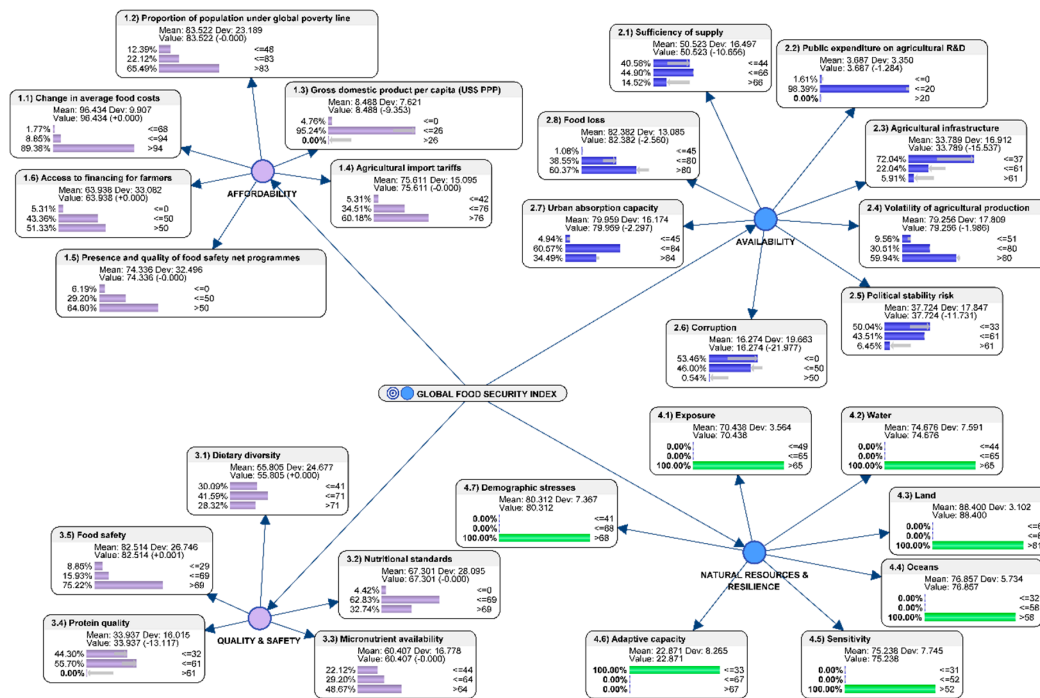 1.2) Proportion of population under global poverty line
Mean: 83.522 Dev: 23.189
Value: 83.522 (-0.000)
12.39% <=48
22.12% <=83
65.49% >83
1.1) Change in average food costs
Mean: 96.434 Dev: 9.907
Value: 96.434 (+0.000)
1.77% <=68
8.85% <=94
89.38% >94
1.3) Gross domestic product per capita (US$ PPP)
Mean: 8.468 Dev: 7.621
Value: 8.488 (-9.353)
4.76% <=0
95.24% <=26
0.00% >26
1.6) Access to financing for farmers
Mean: 63.938 Dev: 33.082
Value: 63.938 (+0.000)
5.31% <=0
43.36% <=50
51.33% >50
AFFORDABILITY
1.4) Agricultural import tariffs
Mean: 75.611 Dev: 15.095
Value: 75.611 (-0.000)
5.31% <=42
34.51% <=76
60.18% >76
1.5) Presence and quality of food safety net programmes
Mean: 74.336 Dev: 32.496
Value: 74.336 (-0.000)
6.19% <=0
29.20% <=50
64.60% >50
2.1) Sufficiency of supply
Mean: 50.523 Dev: 16.497
Value: 50.523 (-10.656)
40.58% <=44
44.90% <=66
14.52% >66
2.2) Public expenditure on agricultural R&D
Mean: 3.687 Dev: 3.350
Value: 3.687 (-1.284)
1.61% <=0
98.39% <=20
0.00% >20
2.8) Food loss
Mean: 82.382 Dev: 13.085
Value: 82.382 (-2.560)
1.08% <=45
38.55% <=80
60.37% >80
2.3) Agricultural infrastructure
Mean: 33.789 Dev: 16.912
Value: 33.789 (-15.537)
72.04% <=37
22.04% <=61
5.91% >61
2.7) Urban absorption capacity
Mean: 79.959 Dev: 16.174
Value: 79.959 (-2.297)
4.94% <=45
60.57% <=84
34.49% >84
AVAILABILITY
2.4) Volatility of agricultural production
Mean: 79.256 Dev: 17.809
Value: 79.256 (-1.986)
9.56% <=51
30.51% <=80
59.94% >80
2.6) Corruption
Mean: 16.274 Dev: 19.663
Value: 16.274 (-21.977)
53.46% <=0
46.00% <=50
0.54% >50
2.5) Political stability risk
Mean: 37.724 Dev: 17.847
Value: 37.724 (-11.731)
50.04% <=33
43.51% <=61
6.45% >61
GLOBAL FOOD SECURITY INDEX
3.1) Dietary diversity
Mean: 55.805 Dev: 24.677
Value: 55.805 (+0.000)
30.09% <=41
41.59% <=71
28.32% >71
3.5) Food safety
Mean: 82.514 Dev: 26.746
Value: 82.514 (+0.001)
8.85% <=29
15.93% <=69
75.22% >69
3.2) Nutritional standards
Mean: 67.301 Dev: 28.095
Value: 67.301 (-0.000)
4.42% <=0
62.83% <=69
32.74% >69
3.4) Protein quality
Mean: 33.937 Dev: 16.015
Value: 33.937 (-13.117)
44.30% <=32
55.70% <=61
0.00% >61
QUALITY & SAFETY
3.3) Micronutrient availability
Mean: 60.407 Dev: 16.778
Value: 60.407 (-0.000)
22.12% <=44
29.20% <=64
48.67% >64
4.1) Exposure
Mean: 70.438 Dev: 3.564
Value: 70.438
0.00% <=49
0.00% <=65
100.00% >65
4.2) Water
Mean: 74.676 Dev: 7.591
Value: 74.676
0.00% <=44
0.00% <=65
100.00% >65
4.7) Demographic stresses
Mean: 80.312 Dev: 7.367
Value: 80.312
0.00% <=41
0.00% <=68
100.00% >68
4.3) Land
Mean: 88.400 Dev: 3.102
Value: 88.400
0.00%
0.00%
100.00%
NATURAL RESOURCES &
RESILIENCE
4.4) Oceans
Mean: 76.857 Dev: 5.734
Value: 76.857
0.00% <=32
0.00% <=58
100.00% >58
4.6) Adaptive capacity
Mean: 22.871 Dev: 8.265
Value: 22.871
100.00% <=33
0.00% <=67
0.00% >67
4.5) Sensitivity
Mean: 75.238 Dev: 7.745
Value: 75.238
0.00% <=31
0.00% <=52
100.00% >52